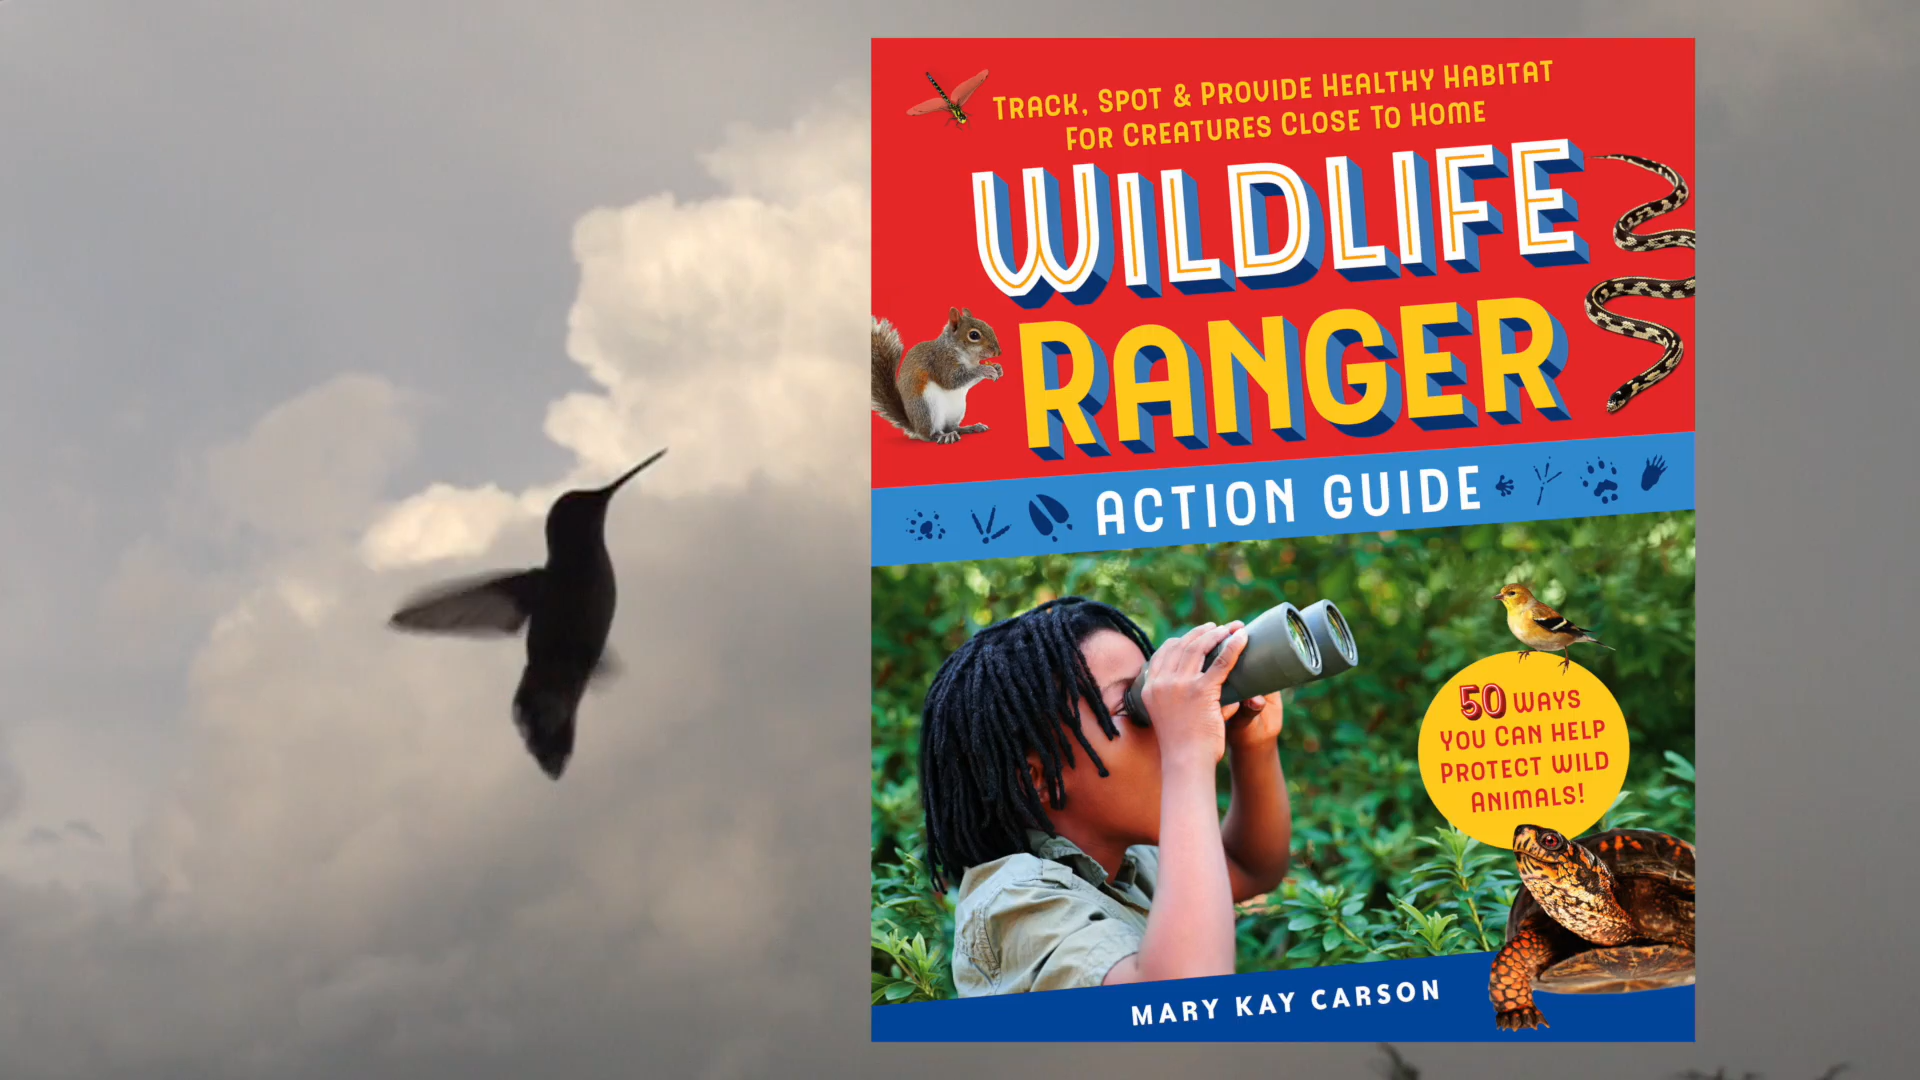 Track, Spot & Provide Healthy Habitat
for Creatures Close To Home
WILDLIFE
RANGER
ACTION GUIDE
50 Ways
You Can Help
Protect Wild
Animals!
MARY KAY CARSON